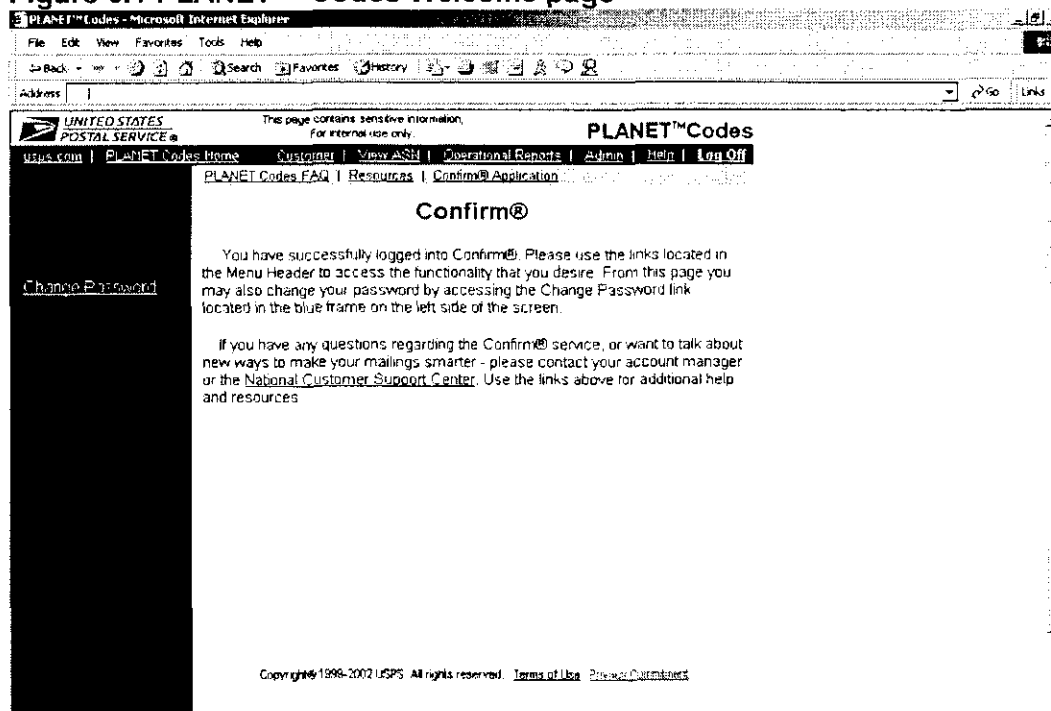 PLANET™Codes - Microsoft Internet Explorer
File Edit View Favorites Tools Help
Back Search Favorites History
Address Go Links
UNITED STATES POSTAL SERVICE®
This page contains sensitive information,
For internal use only.
PLANET™Codes
usps.com | PLANET Codes Home Customer | View ASN | Operational Reports | Admin | Help | Log Off
PLANET Codes FAQ | Resources | Confirm® Application
Confirm®
Change Password
You have successfully logged into Confirm®. Please use the links located in
the Menu Header to access the functionality that you desire. From this page you
may also change your password by accessing the Change Password link
located in the blue frame on the left side of the screen.
If you have any questions regarding the Confirm® service, or want to talk about
new ways to make your mailings smarter - please contact your account manager
or the National Customer Support Center. Use the links above for additional help
and resources
Copyright© 1999-2002 USPS. All rights reserved. Terms of Use Privacy Commitment